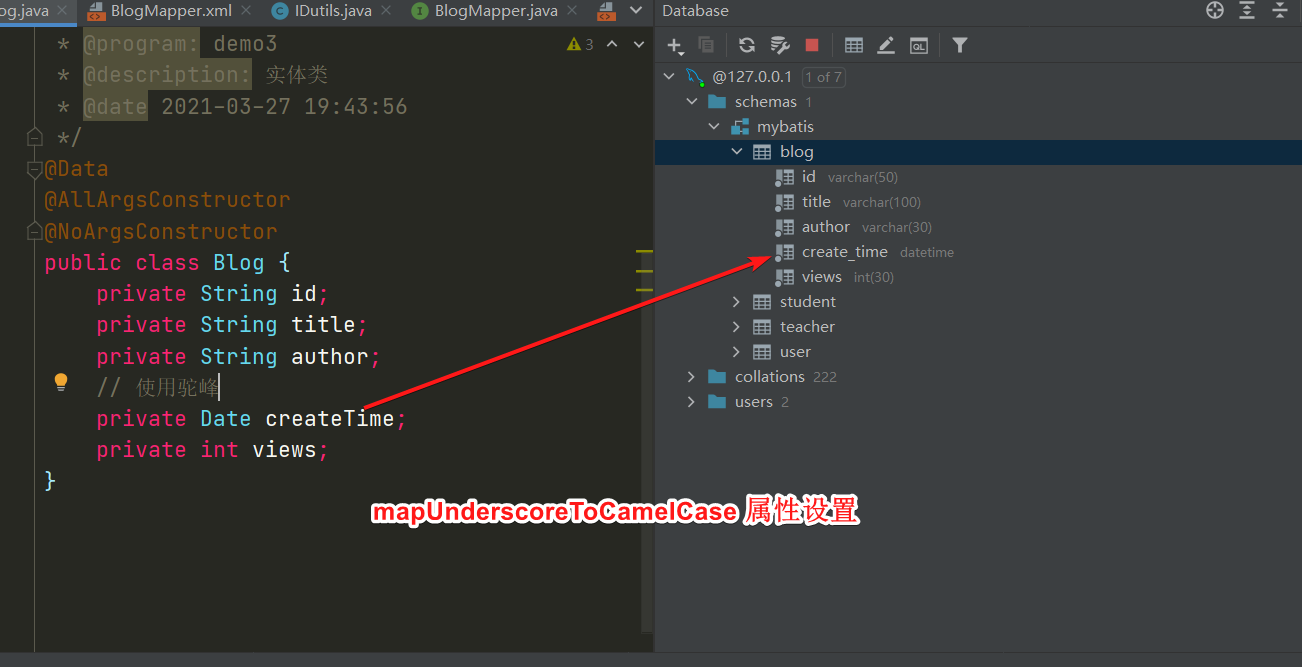 og.java BlogMapper.xml IDutils.java BlogMapper.java
* @program: demo3
3
* @description: 实体类
* @date 2021-03-27 19:43:56
*/
@Data
@AllArgsConstructor
@NoArgsConstructor
public class Blog {
private String id;
private String title;
private String author;
// 使用驼峰
private Date createTime;
private int views;
}
Database
QL
@127.0.0.1 1 of 7
schemas 1
mybatis
blog
id varchar(50)
title varchar(100)
author varchar(30)
create_time datetime
views int(30)
student
teacher
user
collations 222
users 2
mapUnderscoreToCamelCase 属性设置